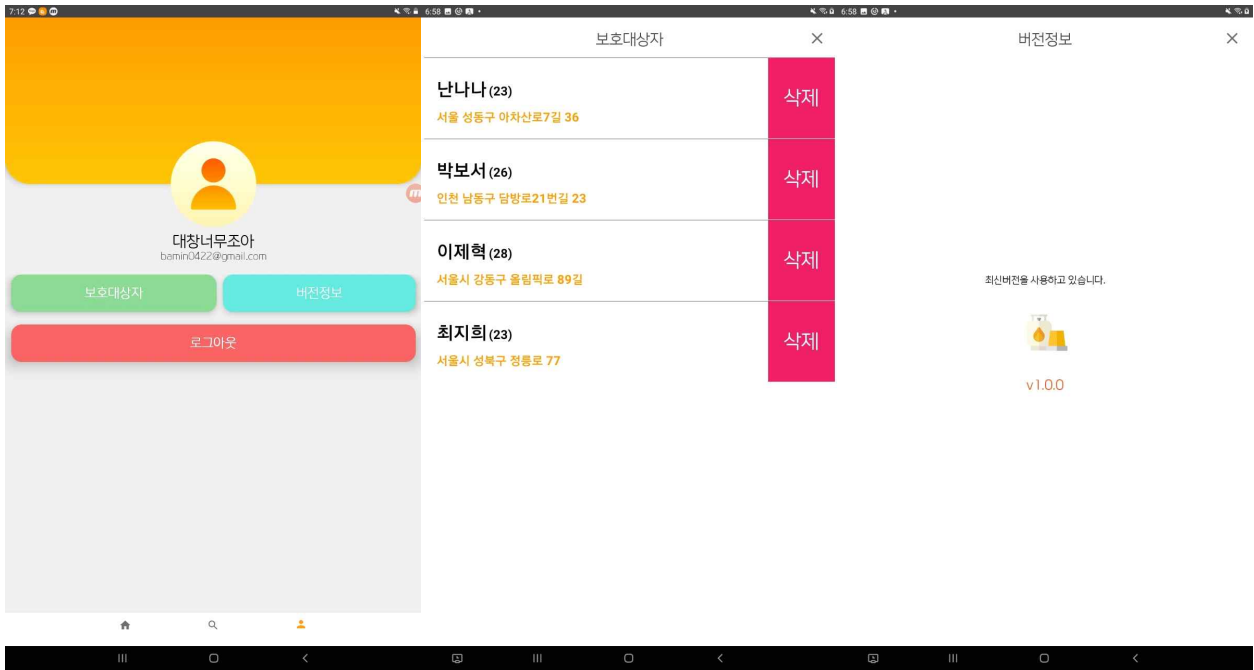 7:12
대창너무조아
bamin0422@gmail.com
보호대상자
버전정보
로그아웃
6:58
보호대상자
난나나(23)
서울 성동구 아차산로7길 36
삭제
박보서(26)
인천 남동구 담방로21번길 23
삭제
이제혁(28)
서울시 강동구 올림픽로 89길
삭제
최지희(23)
서울시 성북구 정릉로 77
삭제
6:58
버전정보
최신버전을 사용하고 있습니다.
v1.0.0